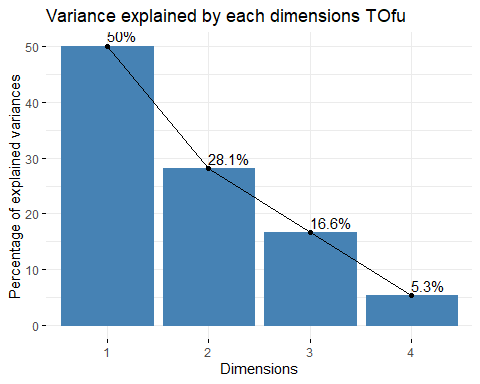 Variance explained by each dimensions TOfu
Percentage of explained variances
50
40
30
20
10
0
50%
28.1%
16.6%
5.3%
1 2 3 4
Dimensions